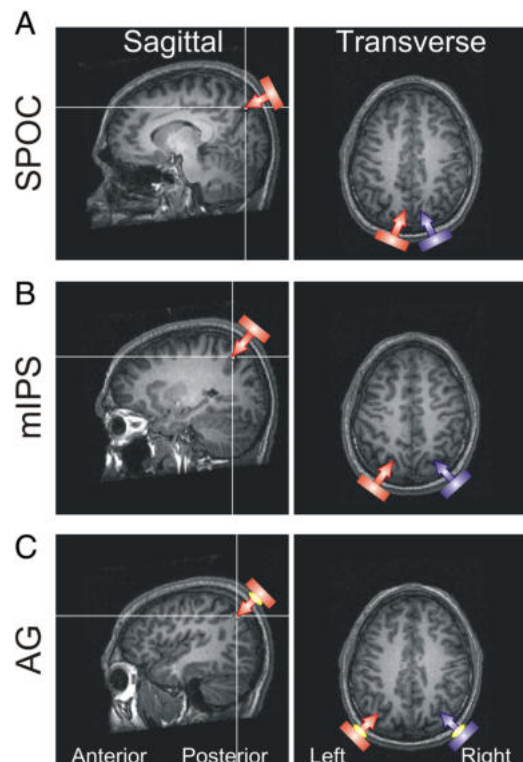 A
Sagittal
Transverse
SPOC
B
mIPS
C
AG
Anterior
Posterior
Left
Right